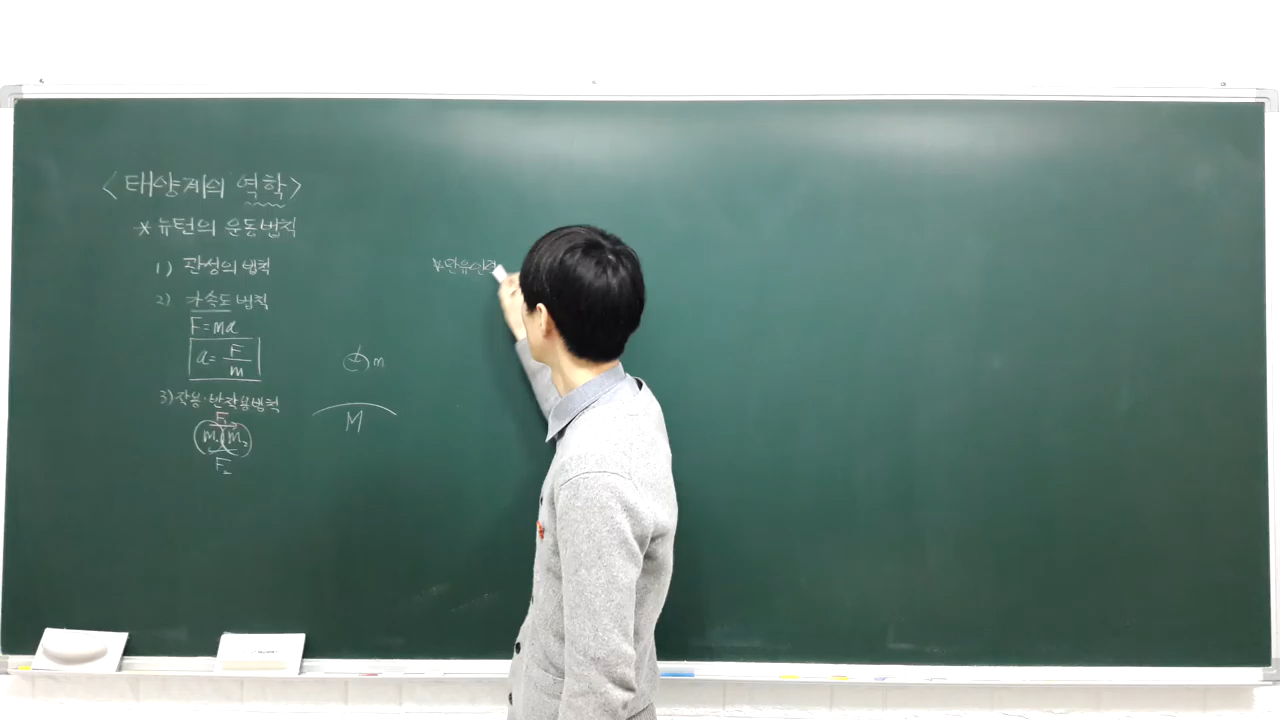 <태양계의 역학>
* 뉴턴의 운동법칙
1) 관성의 법칙
2) 가속도 법칙
F=ma
a=F/m
3) 작용·반작용법칙
F₁
m₁ m₂
F₂
m
M
* 만유인력